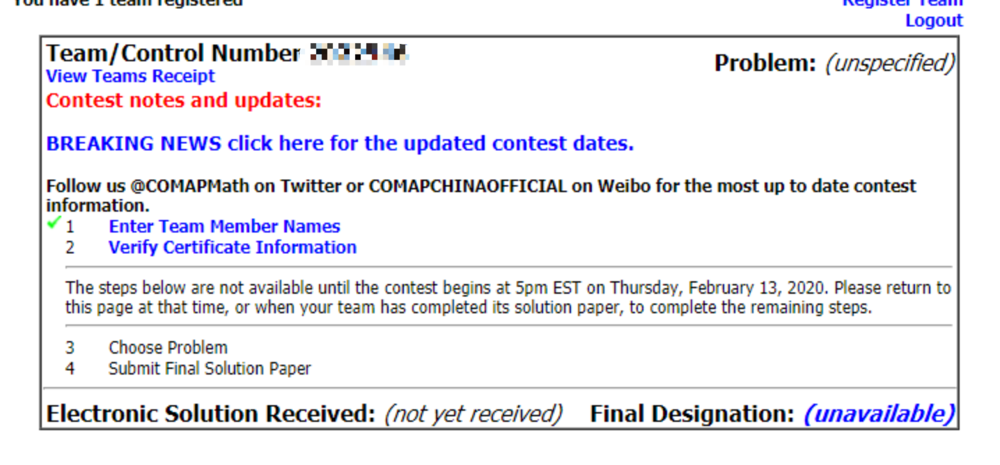 You have 1 team registered
Register Team
Logout
Team/Control Number
Problem: (unspecified)
View Teams Receipt
Contest notes and updates:
BREAKING NEWS click here for the updated contest dates.
Follow us @COMAPMath on Twitter or COMAPCHINAOFFICIAL on Weibo for the most up to date contest
information.
1 Enter Team Member Names
2 Verify Certificate Information
The steps below are not available until the contest begins at 5pm EST on Thursday, February 13, 2020. Please return to
this page at that time, or when your team has completed its solution paper, to complete the remaining steps.
3 Choose Problem
4 Submit Final Solution Paper
Electronic Solution Received: (not yet received) Final Designation: (unavailable)